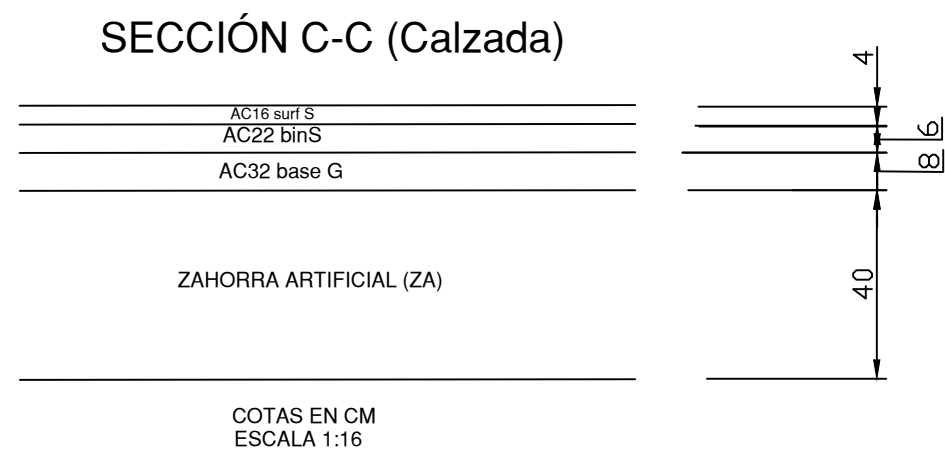 SECCIÓN C-C (Calzada)
4
AC16 surf S
AC22 binS
6
AC32 base G
8
ZAHORRA ARTIFICIAL (ZA)
40
COTAS EN CM
ESCALA 1:16